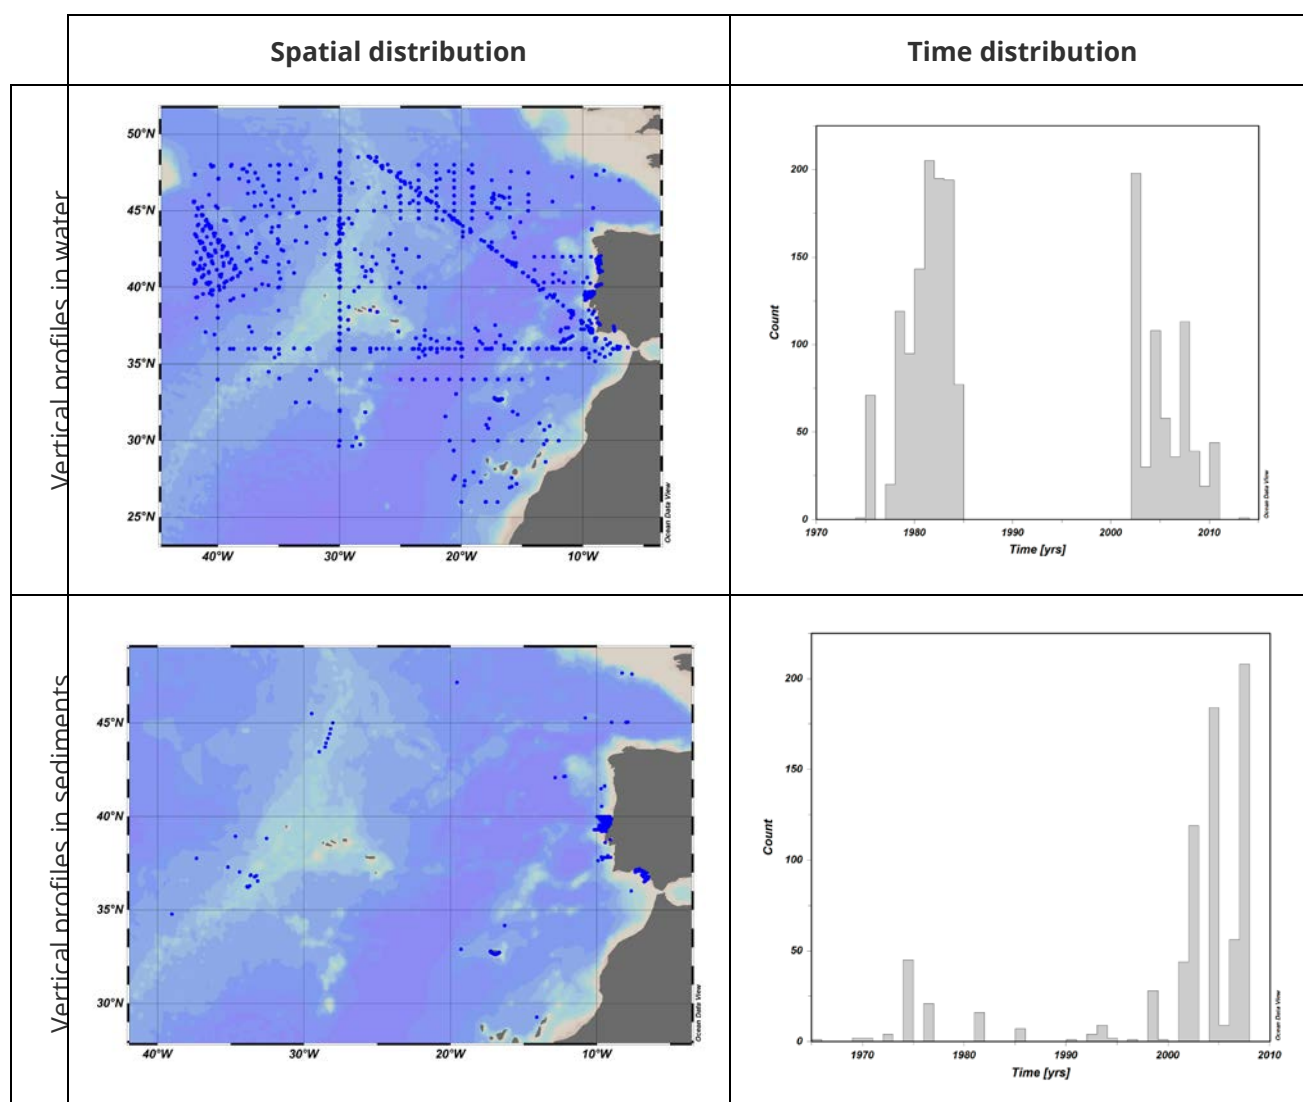 Spatial distribution
Time distribution
Vertical profiles in water
50°N
45°N
40°N
35°N
30°N
25°N
40°W
30°W
20°W
10°W
Ocean Data View
200
150
100
50
0
Count
1970
1980
1990
2000
2010
Time [yrs]
Ocean Data View
Vertical profiles in sediments
45°N
40°N
35°N
30°N
40°W
30°W
20°W
10°W
Ocean Data View
200
150
100
50
0
Count
1970
1980
1990
2000
2010
Time [yrs]
Ocean Data View